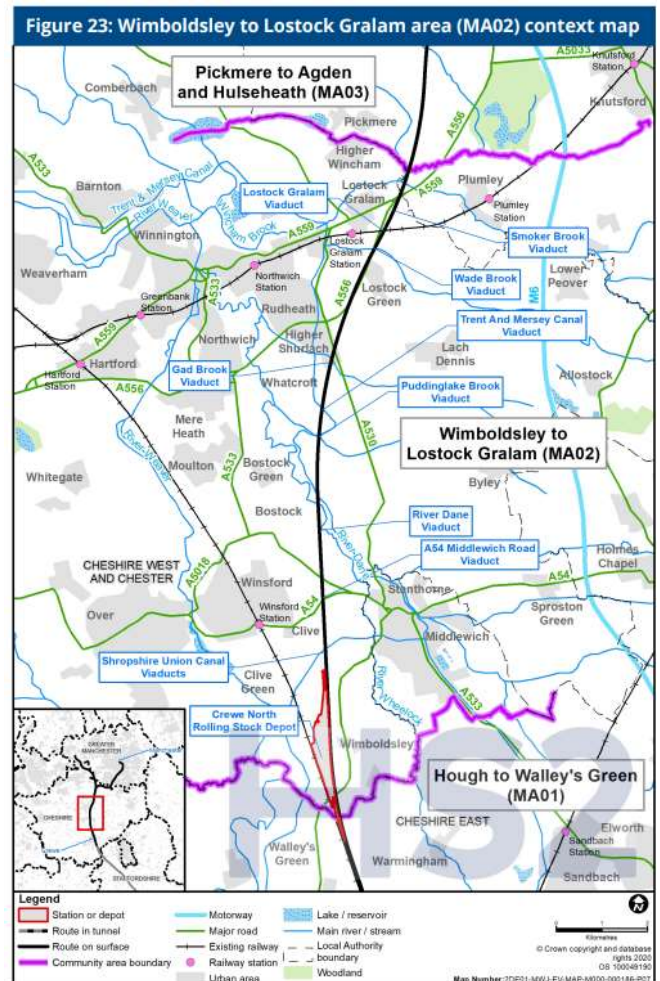 Figure 23: Wimboldsley to Lostock Gralam area (MA02) context map
A5033
Knutsford
Station
Comberbach
Pickmere to Agden
and Hulseheath (MA03)
Pickmere
Knutsford
A556
Higher
Wincham
A533
Barnton
Trent & Mersey Canal
River Weaver
Lostock Gralam
Viaduct
Lostock
Gralam
A559
Plumley
Plumley
Station
Winnington
Wincham Brook
A559
Lostock
Gralam
Station
Smoker Brook
Viaduct
Weaverham
Northwich
Station
Wade Brook
Viaduct
Lower
Peover
M6
Greenbank
Station
A533
Rudheath
A556
Lostock
Green
A559
Northwich
Higher
Shurlach
Trent And Mersey Canal
Viaduct
Hartford
Station
Hartford
Gad Brook
Viaduct
Lach
Dennis
A556
Whatcroft
Allostock
Puddinglake Brook
Viaduct
Mere
Heath
River Weaver
A533
A530
Wimboldsley to
Lostock Gralam (MA02)
Whitegate
Moulton
Bostock
Green
Byley
Bostock
River Dane
Viaduct
River Dane
A54 Middlewich Road
Viaduct
Holmes
Chapel
CHESHIRE WEST
AND CHESTER
A5018
Winsford
Stanthorne
A54
Over
Winsford
Station
A54
Clive
Sproston
Green
Middlewich
Shropshire Union Canal
Viaducts
Clive
Green
River Wheelock
A533
Crewe North
Rolling Stock Depot
Wimboldsley
HS2
GREATER
MANCHESTER
CHESHIRE
STAFFORDSHIRE
Hough to Walley's Green
(MA01)
CHESHIRE EAST
Walley's
Green
Warmingham
Elworth
Sandbach
Station
Sandbach
Legend
Station or depot
Route in tunnel
Route on surface
Community area boundary
Motorway
Major road
Existing railway
Railway station
Urban area
Lake / reservoir
Main river / stream
Local Authority
boundary
Woodland
Kilometres
© Crown copyright and database
rights 2020
OS 100049190